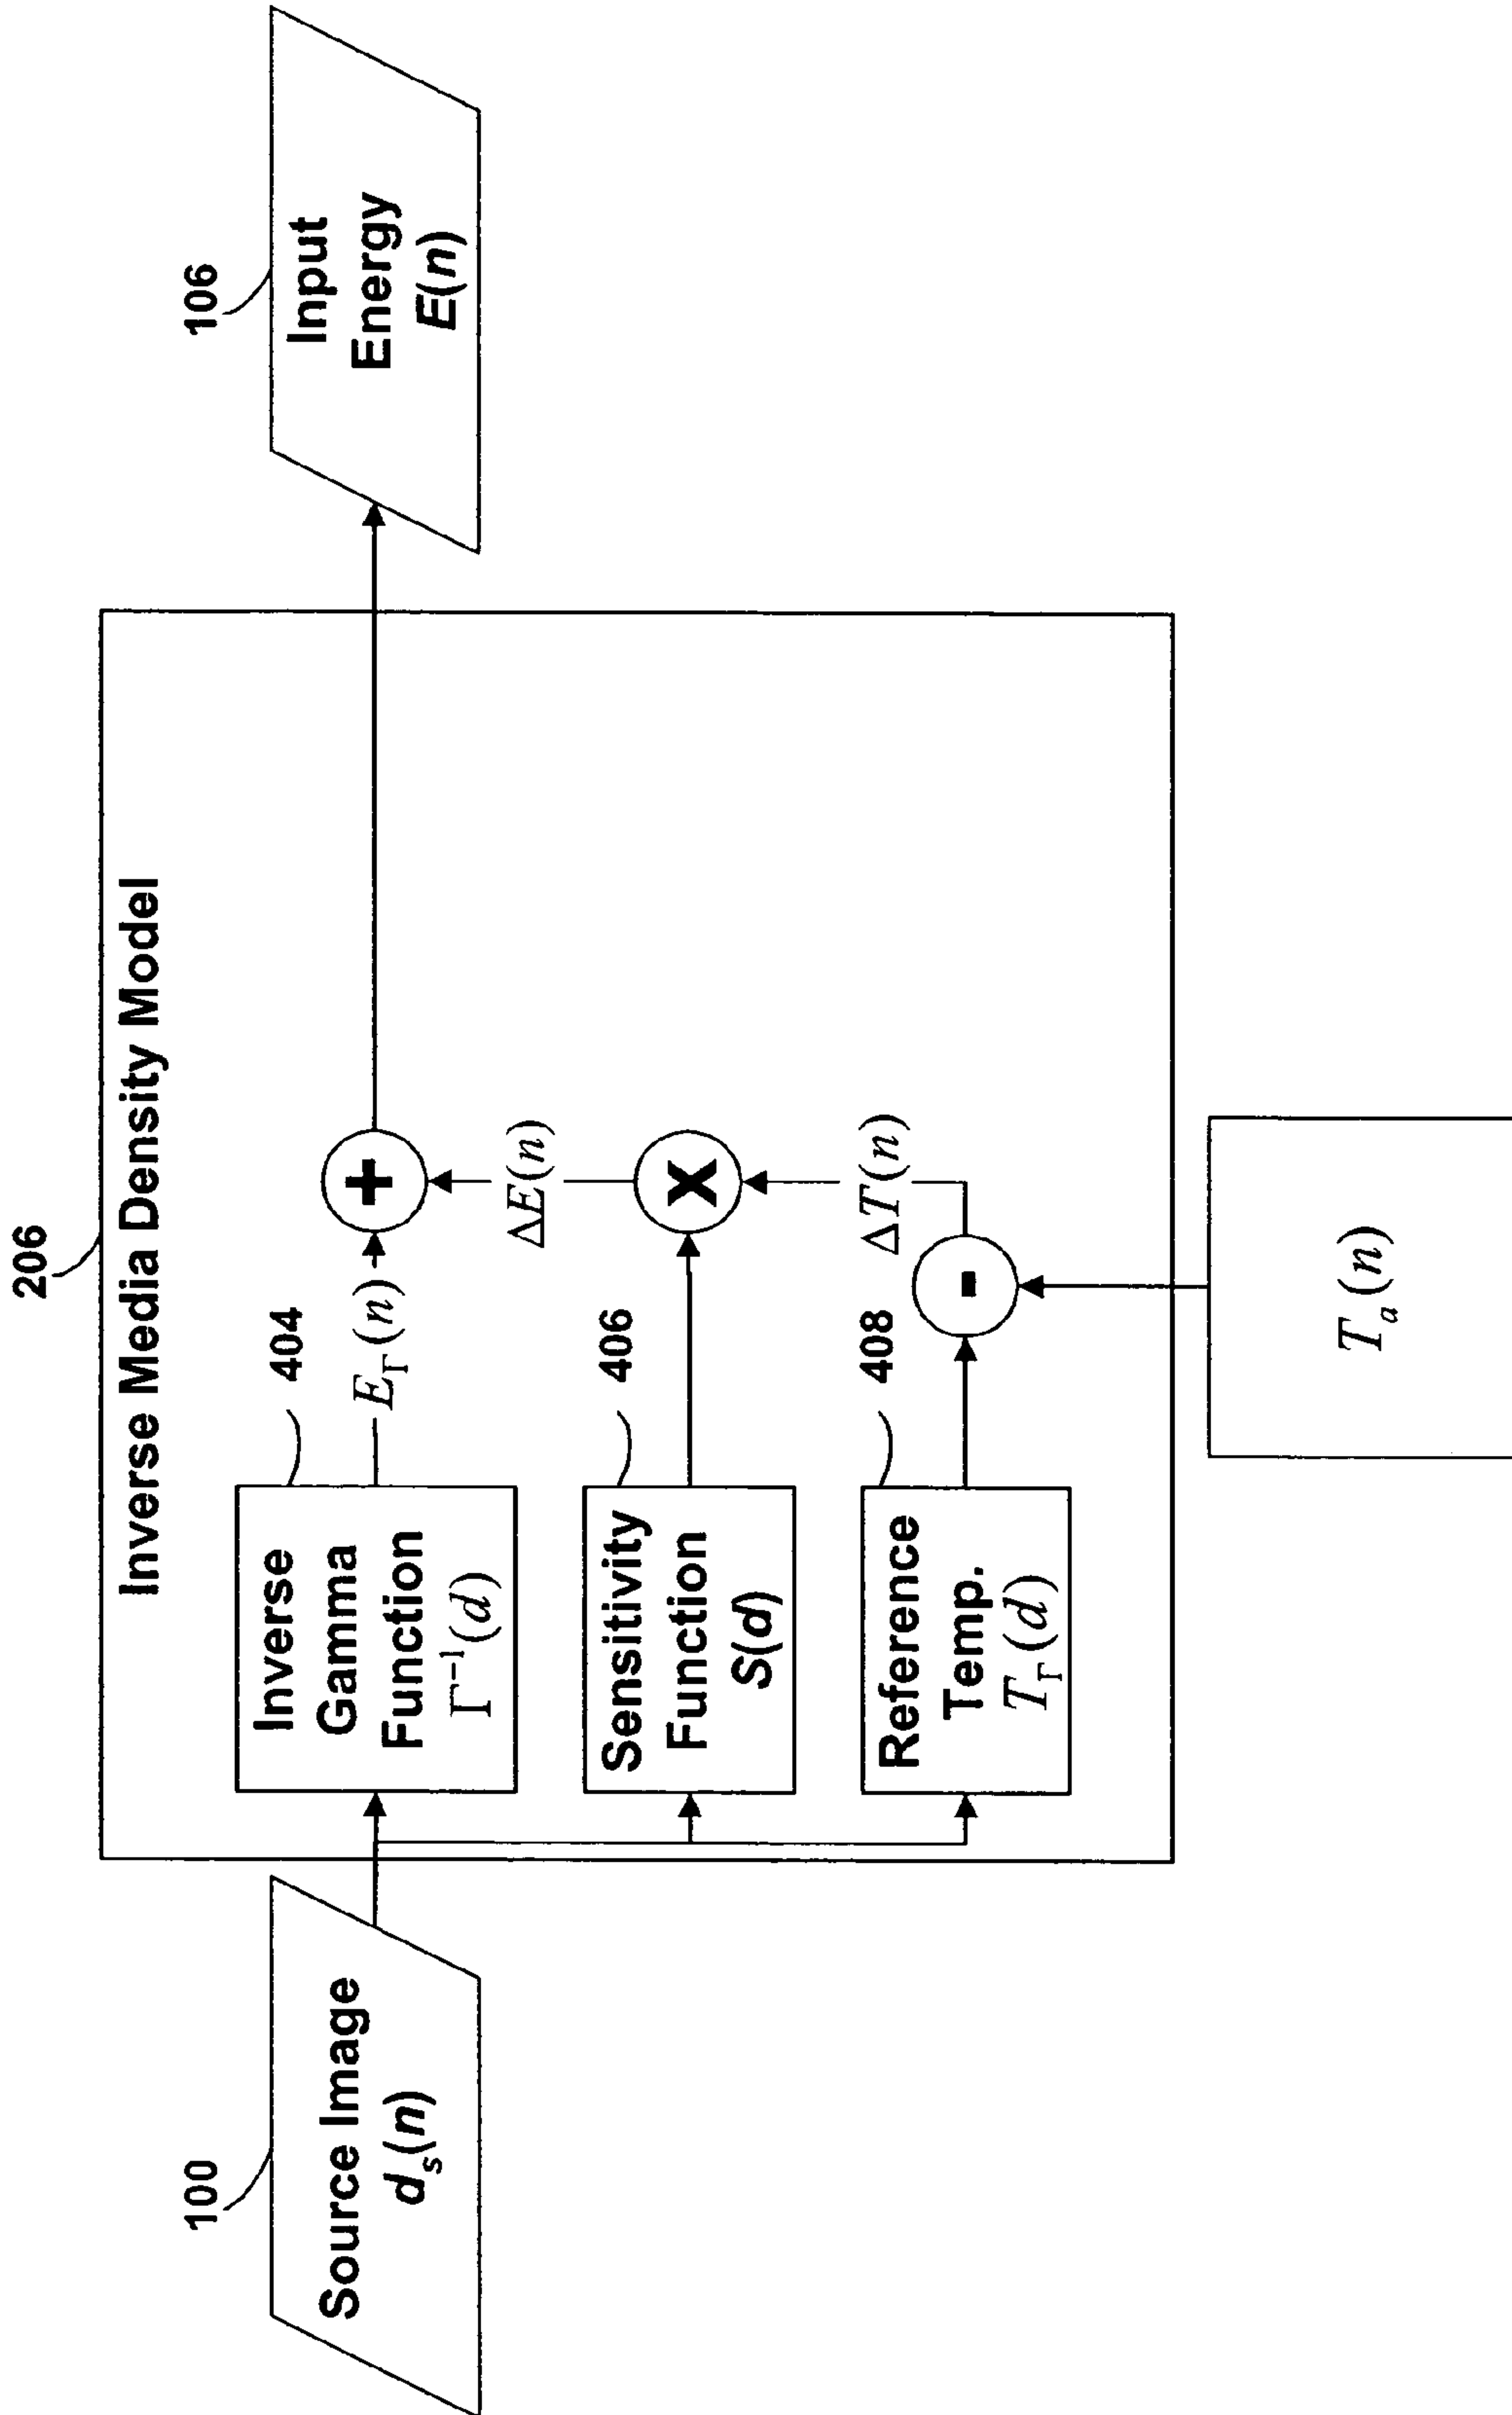 206
Inverse Media Density Model
100
Source Image
d_s(n)
404
Inverse
Gamma
Function
Γ⁻¹(d)
E_Γ(n)
+
106
Input
Energy
E(n)
ΔE(n)
406
Sensitivity
Function
S(d)
X
ΔT(n)
408
Reference
Temp.
T_Γ(d)
-
T_a(n)